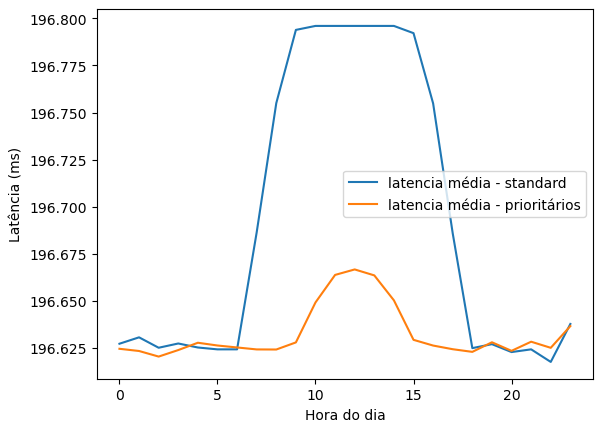 196.800
196.775
196.750
196.725
196.700
196.675
196.650
196.625
Latência (ms)
latencia média - standard
latencia média - prioritários
0 5 10 15 20
Hora do dia